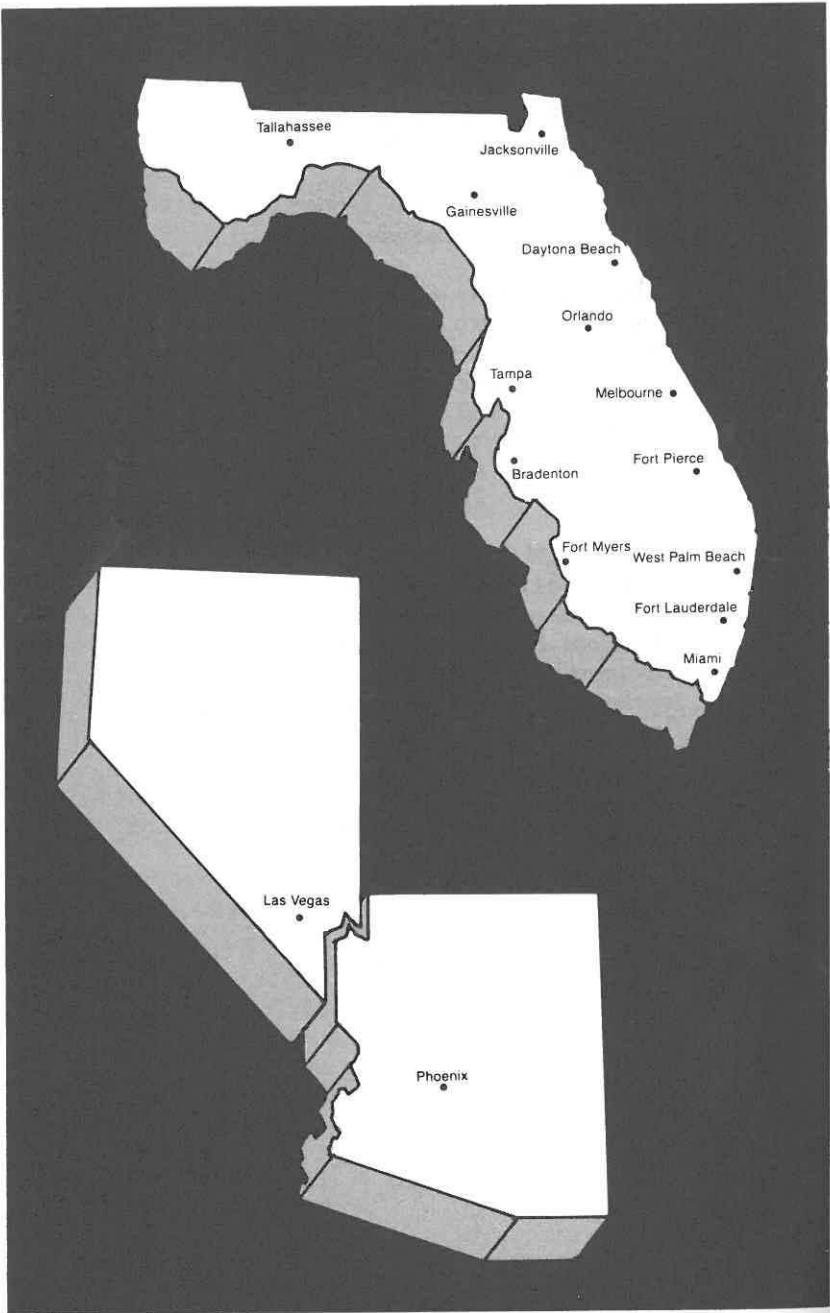 Tallahassee
Jacksonville
Gainesville
Daytona Beach
Orlando
Tampa
Melbourne
Fort Pierce
Bradenton
Fort Myers
West Palm Beach
Fort Lauderdale
Miami
Las Vegas
Phoenix